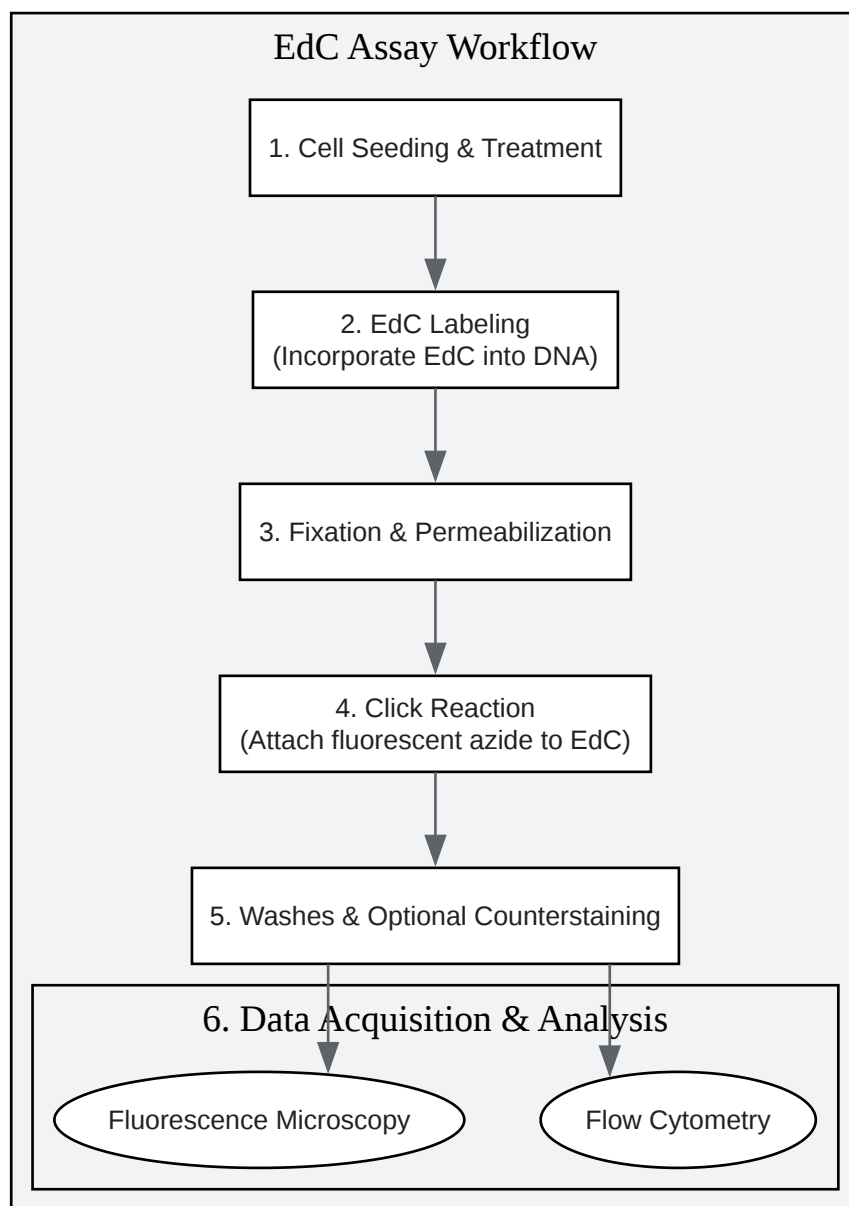 EdC Assay Workflow
1. Cell Seeding & Treatment
2. EdC Labeling
(Incorporate EdC into DNA)
3. Fixation & Permeabilization
4. Click Reaction
(Attach fluorescent azide to EdC)
5. Washes & Optional Counterstaining
6. Data Acquisition & Analysis
Fluorescence Microscopy
Flow Cytometry